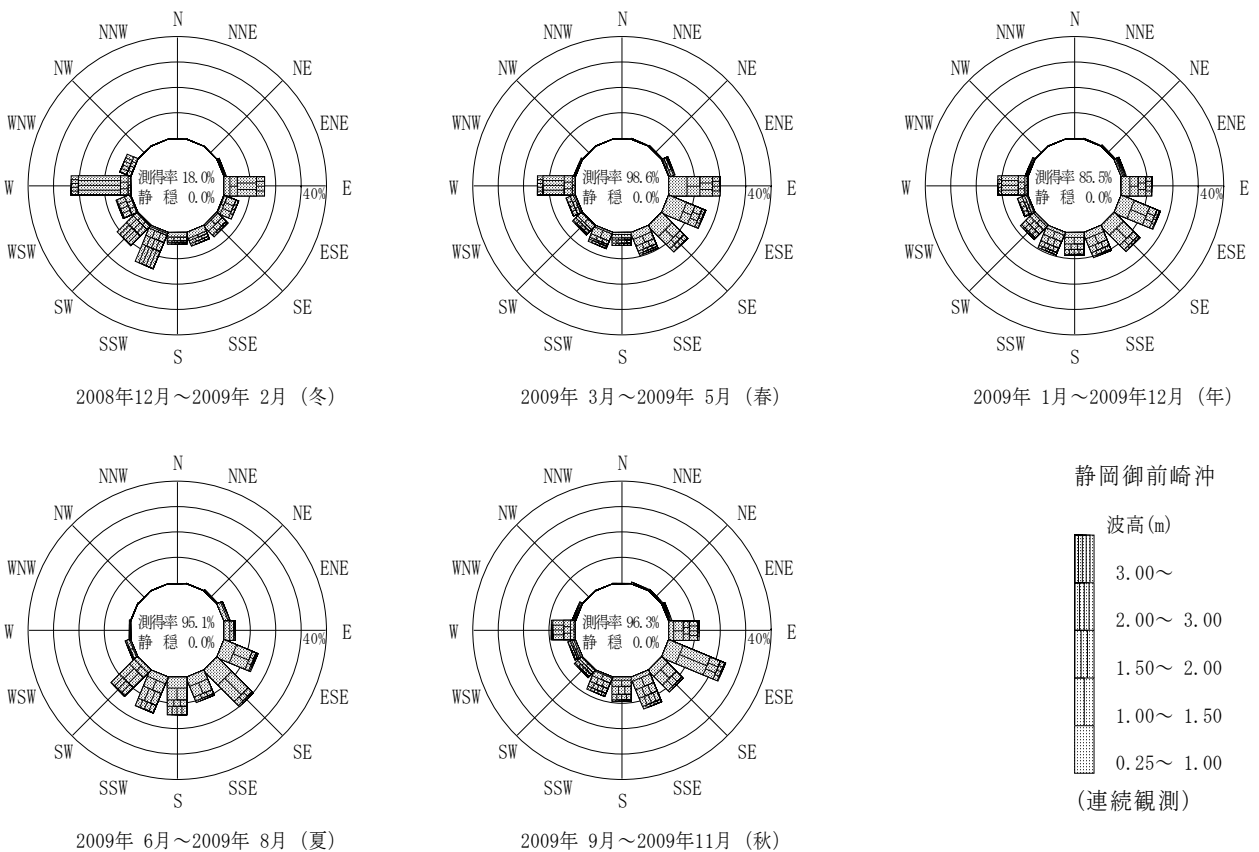 N
NNW NNE
NW NE
WNW ENE
測得率 18.0%
W 静 穏 0.0% 40% E
WSW ESE
SW SE
SSW SSE
S
2008年12月～2009年 2月 (冬)
N
NNW NNE
NW NE
WNW ENE
測得率 98.6%
W 静 穏 0.0% 40% E
WSW ESE
SW SE
SSW SSE
S
2009年 3月～2009年 5月 (春)
N
NNW NNE
NW NE
WNW ENE
測得率 85.5%
W 静 穏 0.0% 40% E
WSW ESE
SW SE
SSW SSE
S
2009年 1月～2009年12月 (年)
N
NNW NNE
NW NE
WNW ENE
測得率 95.1%
W 静 穏 0.0% 40% E
WSW ESE
SW SE
SSW SSE
S
2009年 6月～2009年 8月 (夏)
N
NNW NNE
NW NE
WNW ENE
測得率 96.3%
W 静 穏 0.0% 40% E
WSW ESE
SW SE
SSW SSE
S
2009年 9月～2009年11月 (秋)
静岡御前崎沖
波高(m)
3.00～
2.00～ 3.00
1.50～ 2.00
1.00～ 1.50
0.25～ 1.00
(連続観測)